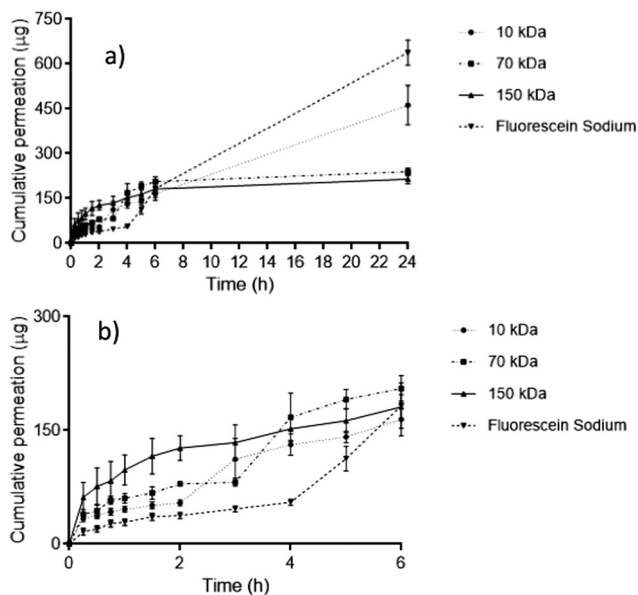 a)
Cumulative permeation (µg)
750
600
450
300
150
0
0 2 4 6 8 10 12 14 16 18 20 22 24
Time (h)
10 kDa
70 kDa
150 kDa
Fluorescein Sodium
b)
Cumulative permeation (µg)
300
150
0
0 2 4 6
Time (h)
10 kDa
70 kDa
150 kDa
Fluorescein Sodium